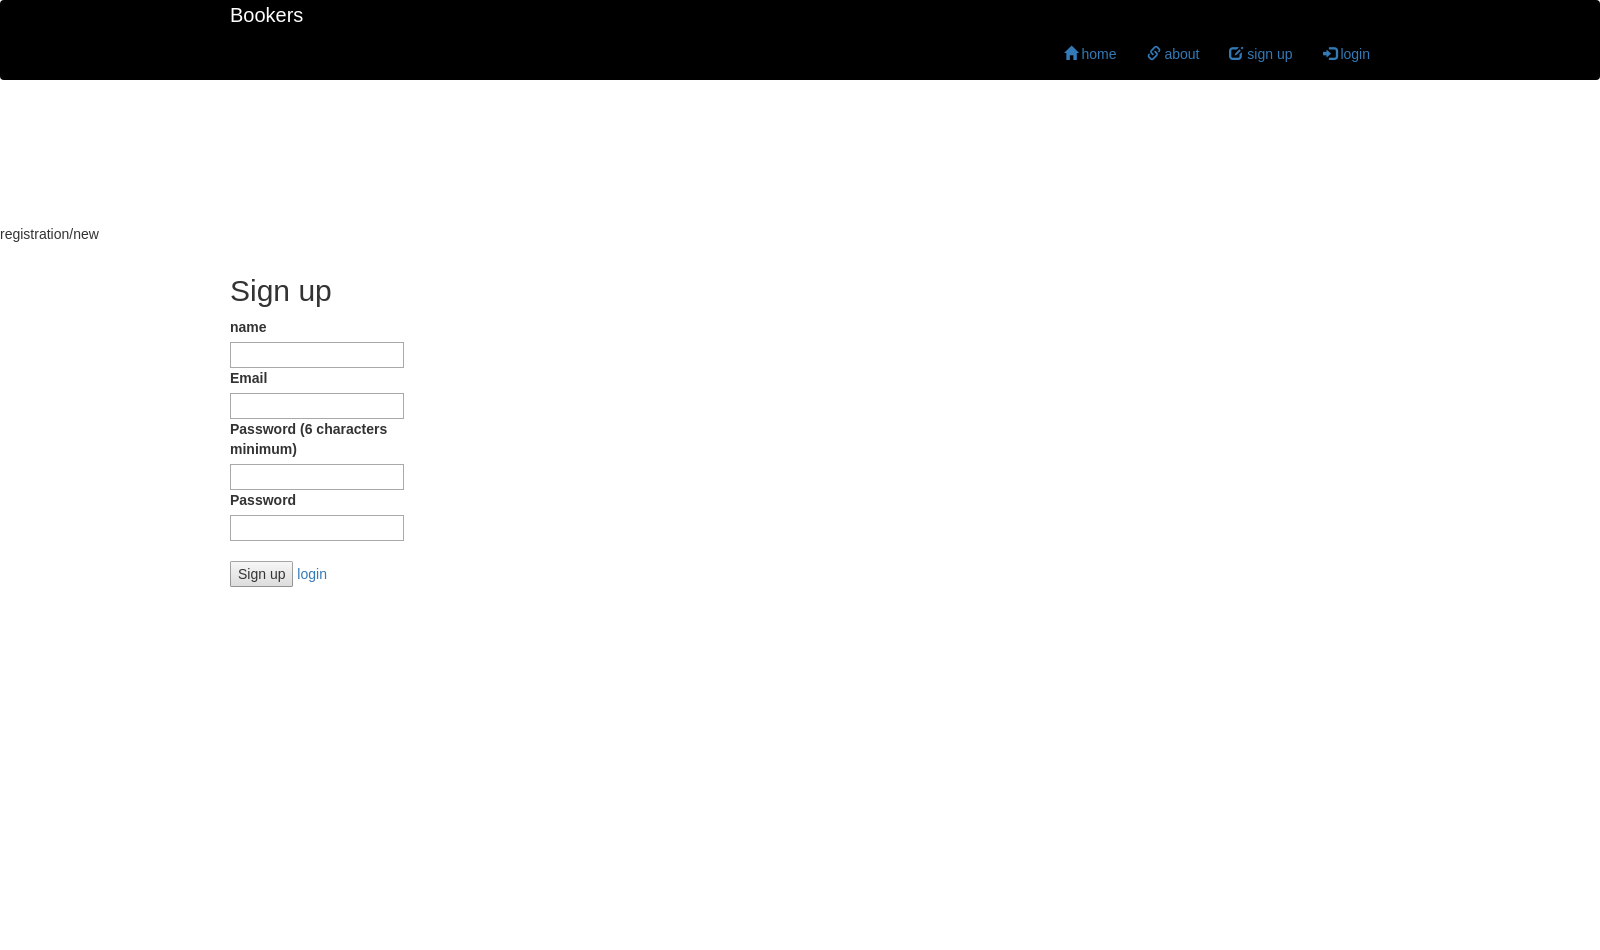 Bookers
home about sign up login
registration/new
Sign up
name
Email
Password (6 characters
minimum)
Password
Sign up login